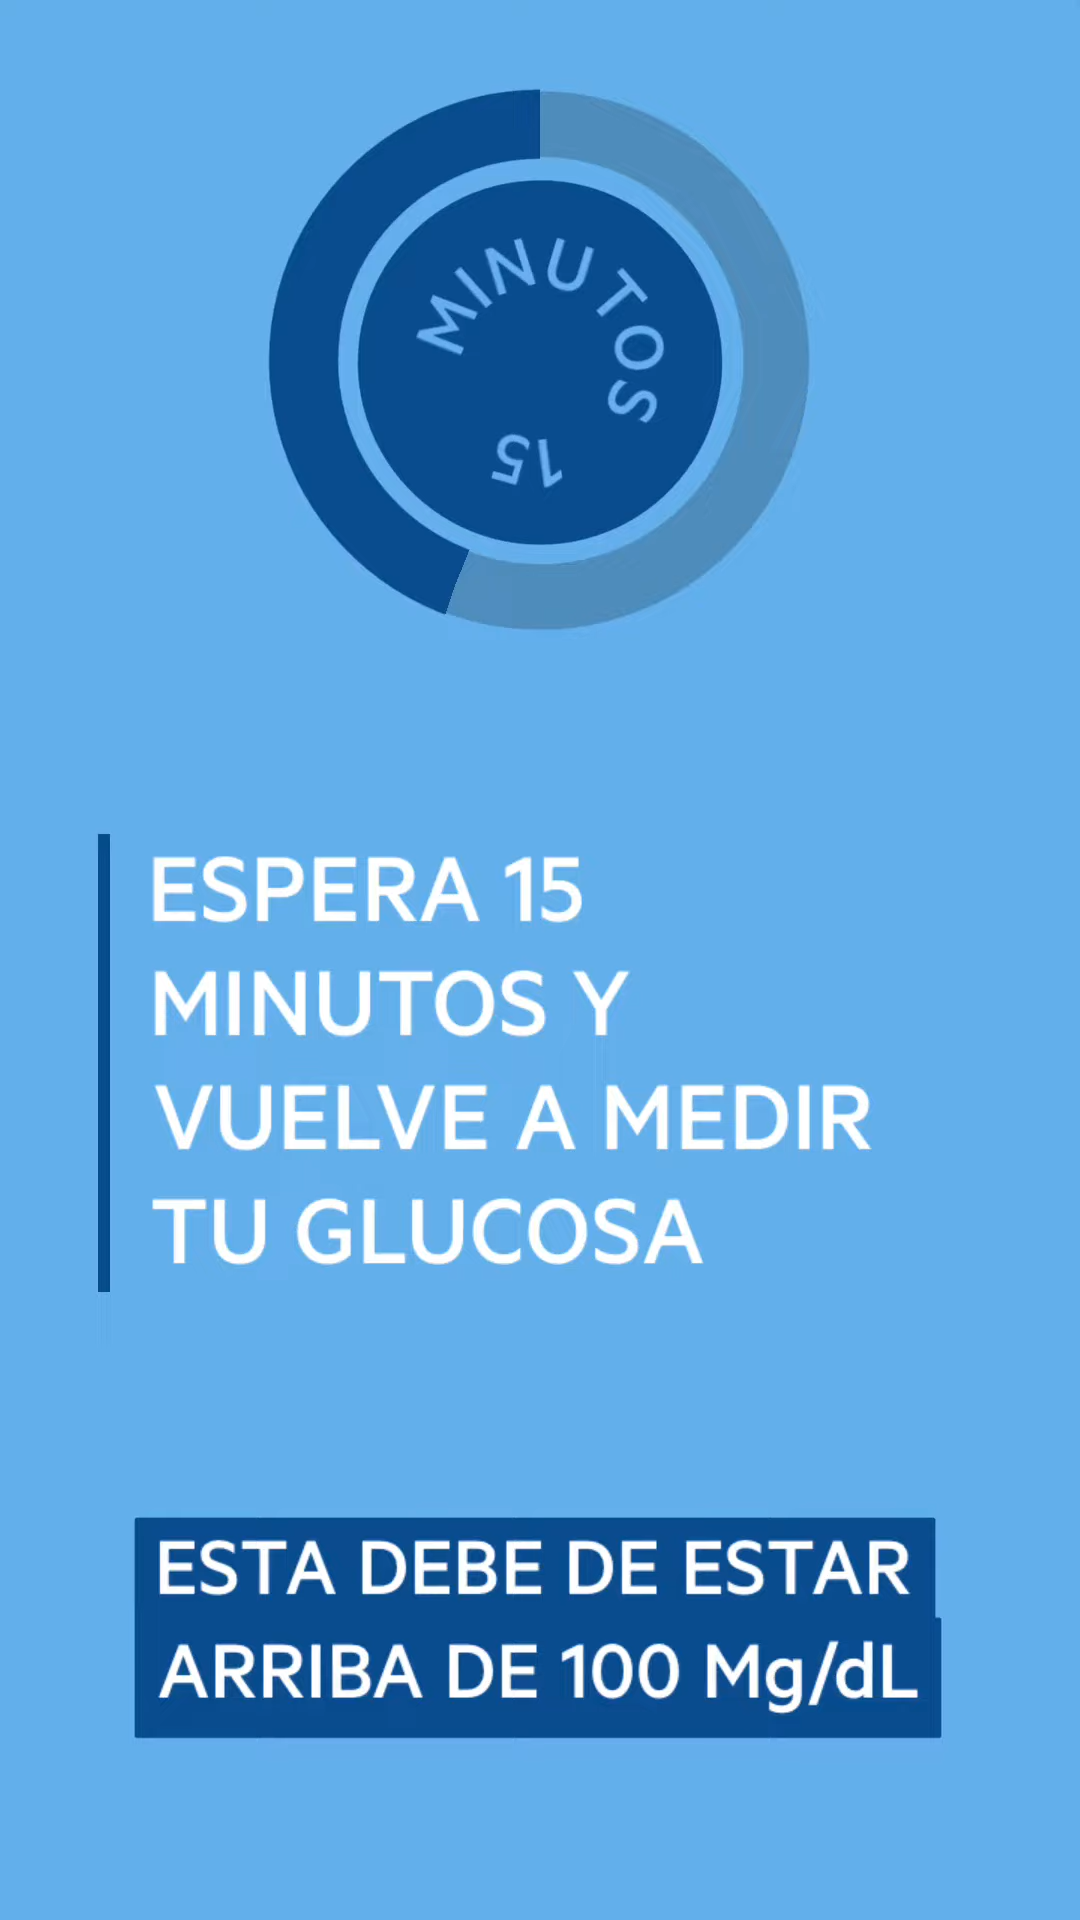 15 MINUTOS
ESPERA 15
MINUTOS Y
VUELVE A MEDIR
TU GLUCOSA
ESTA DEBE DE ESTAR
ARRIBA DE 100 Mg/dL